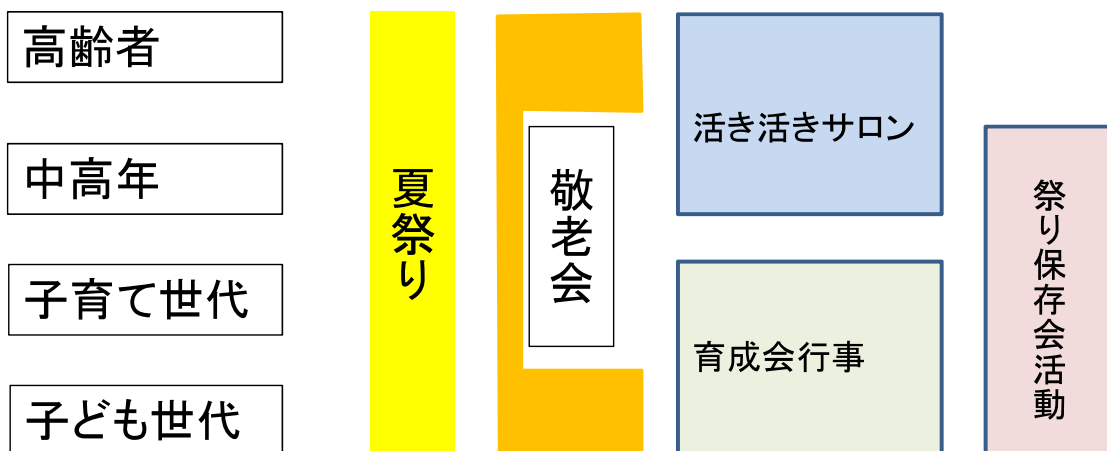 高齢者
中高年
子育て世代
子ども世代
夏祭り
敬老会
活き活きサロン
育成会行事
祭り保存会活動